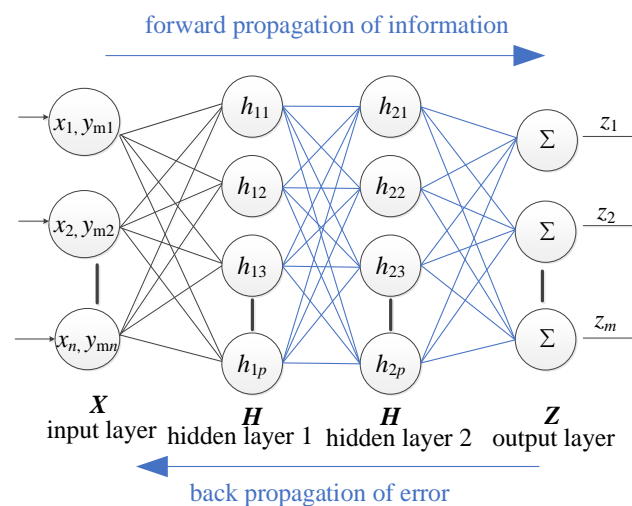 forward propagation of information
x1, ym1 h11 h21 Σ z1
x2, ym2 h12 h22 Σ z2
h13 h23
xn, ymn h1p h2p Σ zm
X H H Z
input layer hidden layer 1 hidden layer 2 output layer
back propagation of error